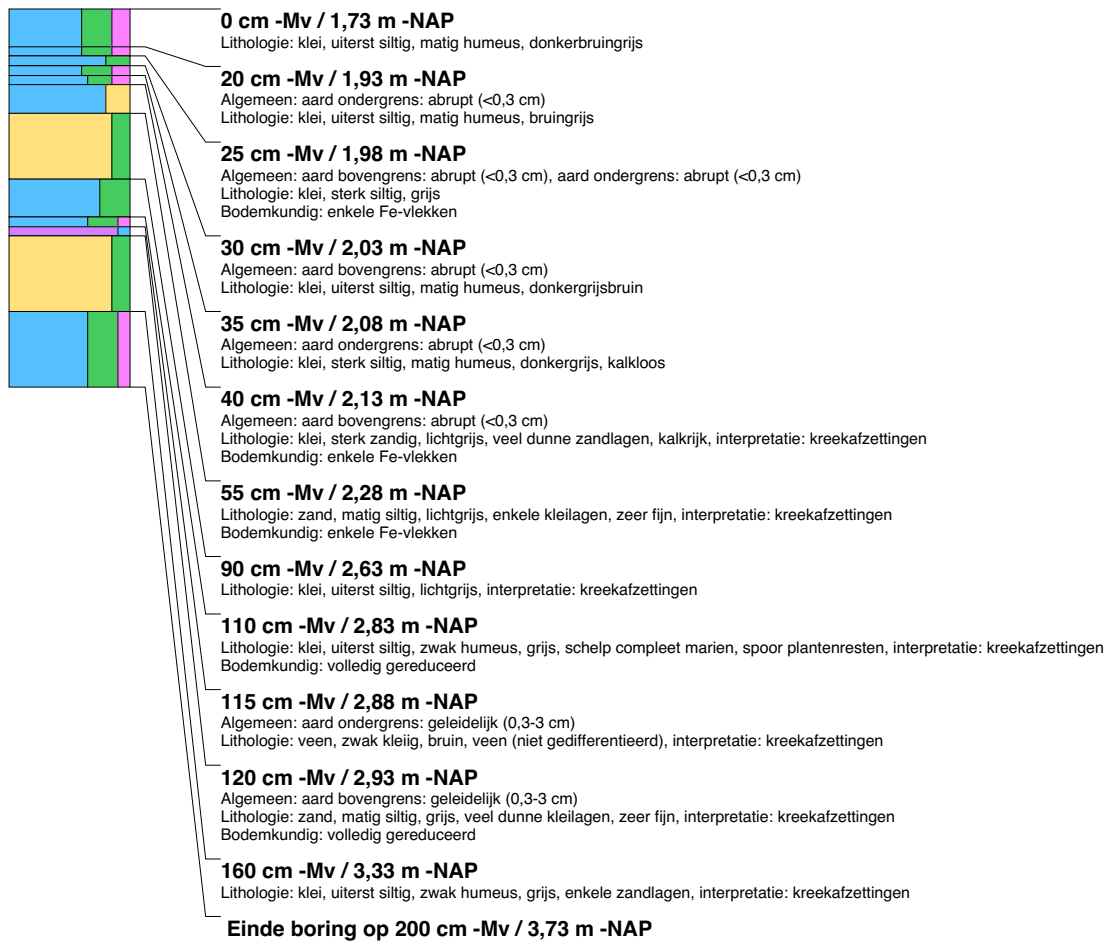 0 cm -Mv / 1,73 m -NAP
Lithologie: klei, uiterst siltig, matig humeus, donkerbruingrijs
20 cm -Mv / 1,93 m -NAP
Algemeen: aard ondergrens: abrupt (<0,3 cm)
Lithologie: klei, uiterst siltig, matig humeus, bruingrijs
25 cm -Mv / 1,98 m -NAP
Algemeen: aard bovengrens: abrupt (<0,3 cm), aard ondergrens: abrupt (<0,3 cm)
Lithologie: klei, sterk siltig, grijs
Bodemkundig: enkele Fe-vlekken
30 cm -Mv / 2,03 m -NAP
Algemeen: aard bovengrens: abrupt (<0,3 cm)
Lithologie: klei, uiterst siltig, matig humeus, donkergrijsbruin
35 cm -Mv / 2,08 m -NAP
Algemeen: aard ondergrens: abrupt (<0,3 cm)
Lithologie: klei, sterk siltig, matig humeus, donkergrijs, kalkloos
40 cm -Mv / 2,13 m -NAP
Algemeen: aard bovengrens: abrupt (<0,3 cm)
Lithologie: klei, sterk zandig, lichtgrijs, veel dunne zandlagen, kalkrijk, interpretatie: kreekafzettingen
Bodemkundig: enkele Fe-vlekken
55 cm -Mv / 2,28 m -NAP
Lithologie: zand, matig siltig, lichtgrijs, enkele kleilagen, zeer fijn, interpretatie: kreekafzettingen
Bodemkundig: enkele Fe-vlekken
90 cm -Mv / 2,63 m -NAP
Lithologie: klei, uiterst siltig, lichtgrijs, interpretatie: kreekafzettingen
110 cm -Mv / 2,83 m -NAP
Lithologie: klei, uiterst siltig, zwak humeus, grijs, schelp compleet marien, spoor plantenresten, interpretatie: kreekafzettingen
Bodemkundig: volledig gereduceerd
115 cm -Mv / 2,88 m -NAP
Algemeen: aard ondergrens: geleidelijk (0,3-3 cm)
Lithologie: veen, zwak kleiig, bruin, veen (niet gedifferentieerd), interpretatie: kreekafzettingen
120 cm -Mv / 2,93 m -NAP
Algemeen: aard bovengrens: geleidelijk (0,3-3 cm)
Lithologie: zand, matig siltig, grijs, veel dunne kleilagen, zeer fijn, interpretatie: kreekafzettingen
Bodemkundig: volledig gereduceerd
160 cm -Mv / 3,33 m -NAP
Lithologie: klei, uiterst siltig, zwak humeus, grijs, enkele zandlagen, interpretatie: kreekafzettingen
Einde boring op 200 cm -Mv / 3,73 m -NAP